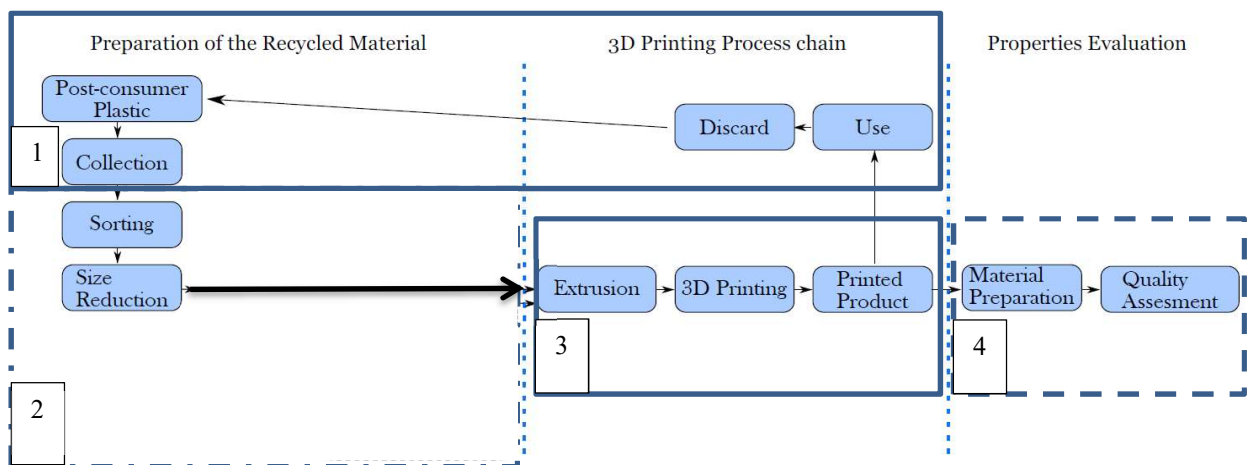 Preparation of the Recycled Material
3D Printing Process chain
Properties Evaluation
Post-consumer
Plastic
Discard
Use
1
Collection
Sorting
Size
Reduction
Extrusion
3D Printing
Printed
Product
Material
Preparation
Quality
Assesment
3
4
2